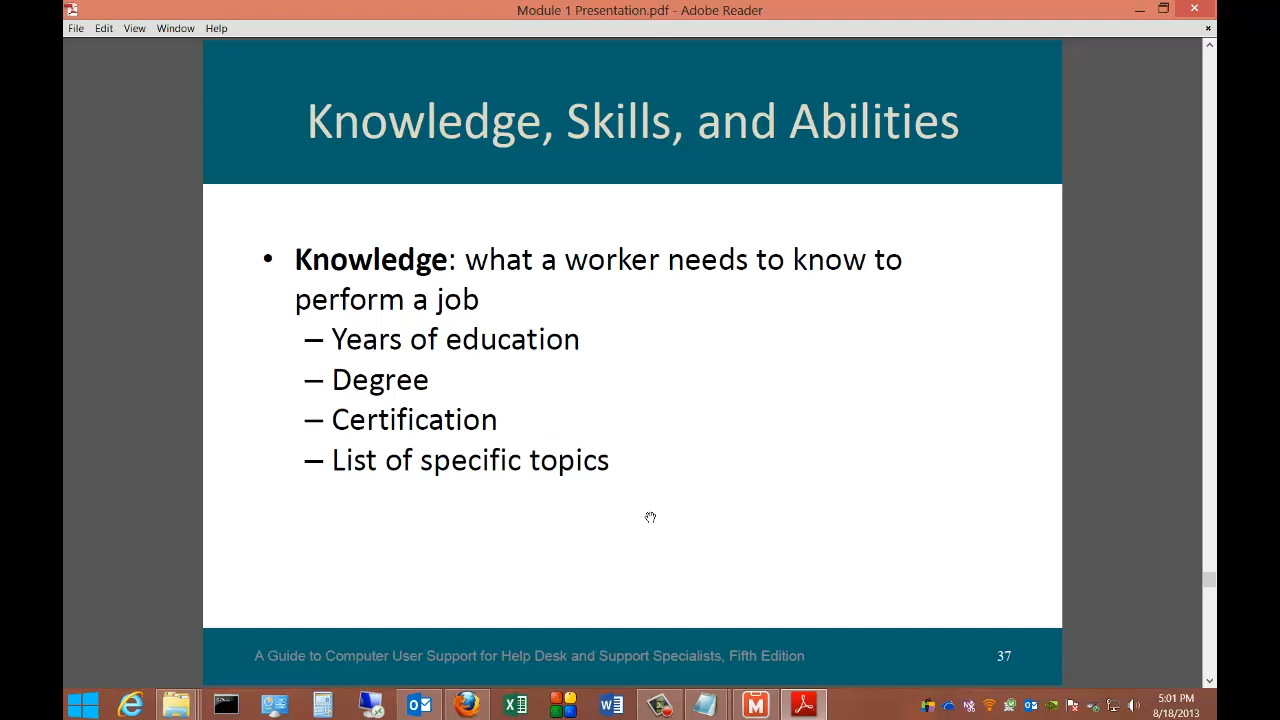 Module 1 Presentation.pdf - Adobe Reader
File Edit View Window Help
Knowledge, Skills, and Abilities
• Knowledge: what a worker needs to know to
perform a job
– Years of education
– Degree
– Certification
– List of specific topics
A Guide to Computer User Support for Help Desk and Support Specialists, Fifth Edition
37
5:01 PM
8/18/2013